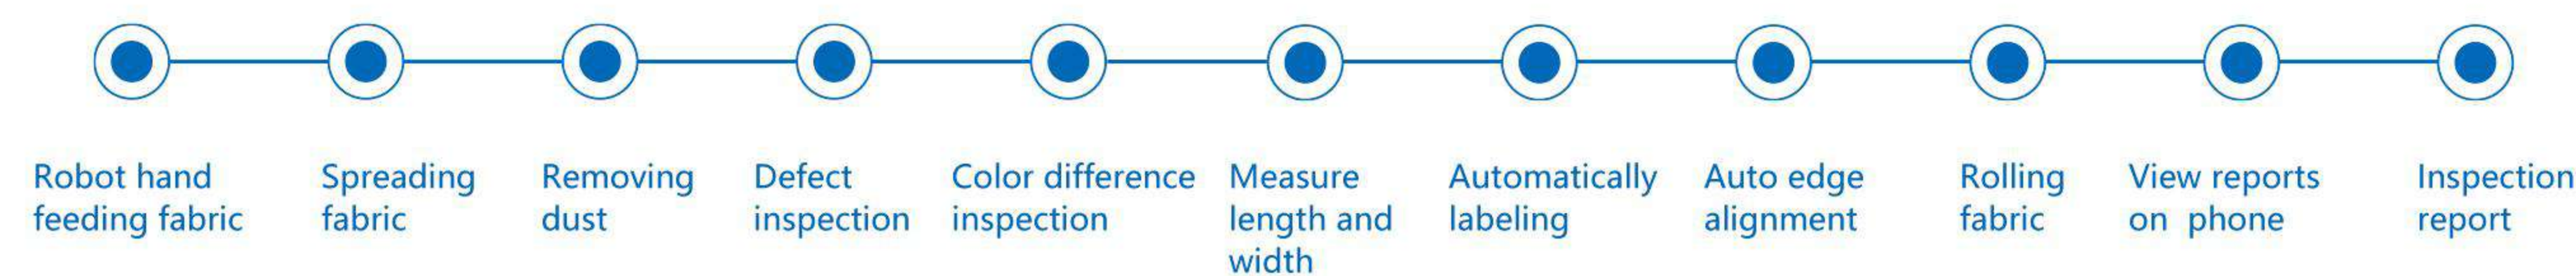 Robot hand
feeding fabric
Spreading
fabric
Removing
dust
Defect
inspection
Color difference
inspection
Measure
length and
width
Automatically
labeling
Auto edge
alignment
Rolling
fabric
View reports
on phone
Inspection
report